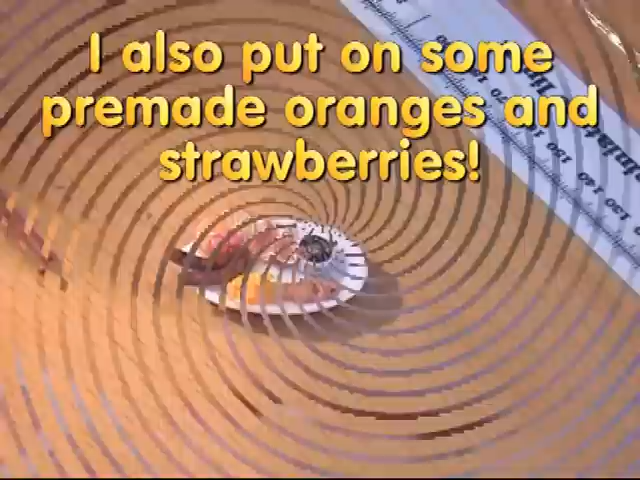 I also put on some
premade oranges and
strawberries!